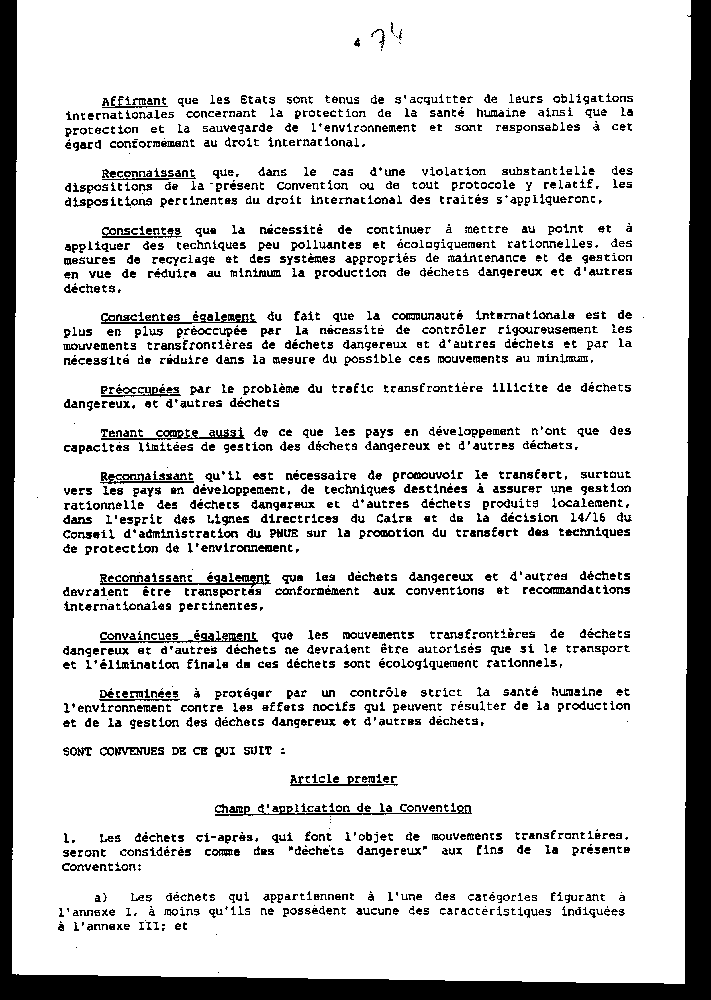 4 74
Affirmant que les Etats sont tenus de s'acquitter de leurs obligations
internationales concernant la protection de la santé humaine ainsi que la
protection et la sauvegarde de l'environnement et sont responsables à cet
égard conformément au droit international,
Reconnaissant que, dans le cas d'une violation substantielle des
dispositions de la présent Convention ou de tout protocole y relatif, les
dispositions pertinentes du droit international des traités s'appliqueront,
Conscientes que la nécessité de continuer à mettre au point et à
appliquer des techniques peu polluantes et écologiquement rationnelles, des
mesures de recyclage et des systèmes appropriés de maintenance et de gestion
en vue de réduire au minimum la production de déchets dangereux et d'autres
déchets,
Conscientes également du fait que la communauté internationale est de
plus en plus préoccupée par la nécessité de contrôler rigoureusement les
mouvements transfrontières de déchets dangereux et d'autres déchets et par la
nécessité de réduire dans la mesure du possible ces mouvements au minimum,
Préoccupées par le problème du trafic transfrontière illicite de déchets
dangereux, et d'autres déchets
Tenant compte aussi de ce que les pays en développement n'ont que des
capacités limitées de gestion des déchets dangereux et d'autres déchets,
Reconnaissant qu'il est nécessaire de promouvoir le transfert, surtout
vers les pays en développement, de techniques destinées à assurer une gestion
rationnelle des déchets dangereux et d'autres déchets produits localement,
dans l'esprit des Lignes directrices du Caire et de la décision 14/16 du
Conseil d'administration du PNUE sur la promotion du transfert des techniques
de protection de l'environnement,
Reconnaissant également que les déchets dangereux et d'autres déchets
devraient être transportés conformément aux conventions et recommandations
internationales pertinentes,
Convaincues également que les mouvements transfrontières de déchets
dangereux et d'autres déchets ne devraient être autorisés que si le transport
et l'élimination finale de ces déchets sont écologiquement rationnels,
Déterminées à protéger par un contrôle strict la santé humaine et
l'environnement contre les effets nocifs qui peuvent résulter de la production
et de la gestion des déchets dangereux et d'autres déchets,
SONT CONVENUES DE CE QUI SUIT :
Article premier
Champ d'application de la Convention
1. Les déchets ci-après, qui font l'objet de mouvements transfrontières,
seront considérés comme des "déchets dangereux" aux fins de la présente
Convention:
a) Les déchets qui appartiennent à l'une des catégories figurant à
l'annexe I, à moins qu'ils ne possèdent aucune des caractéristiques indiquées
à l'annexe III; et